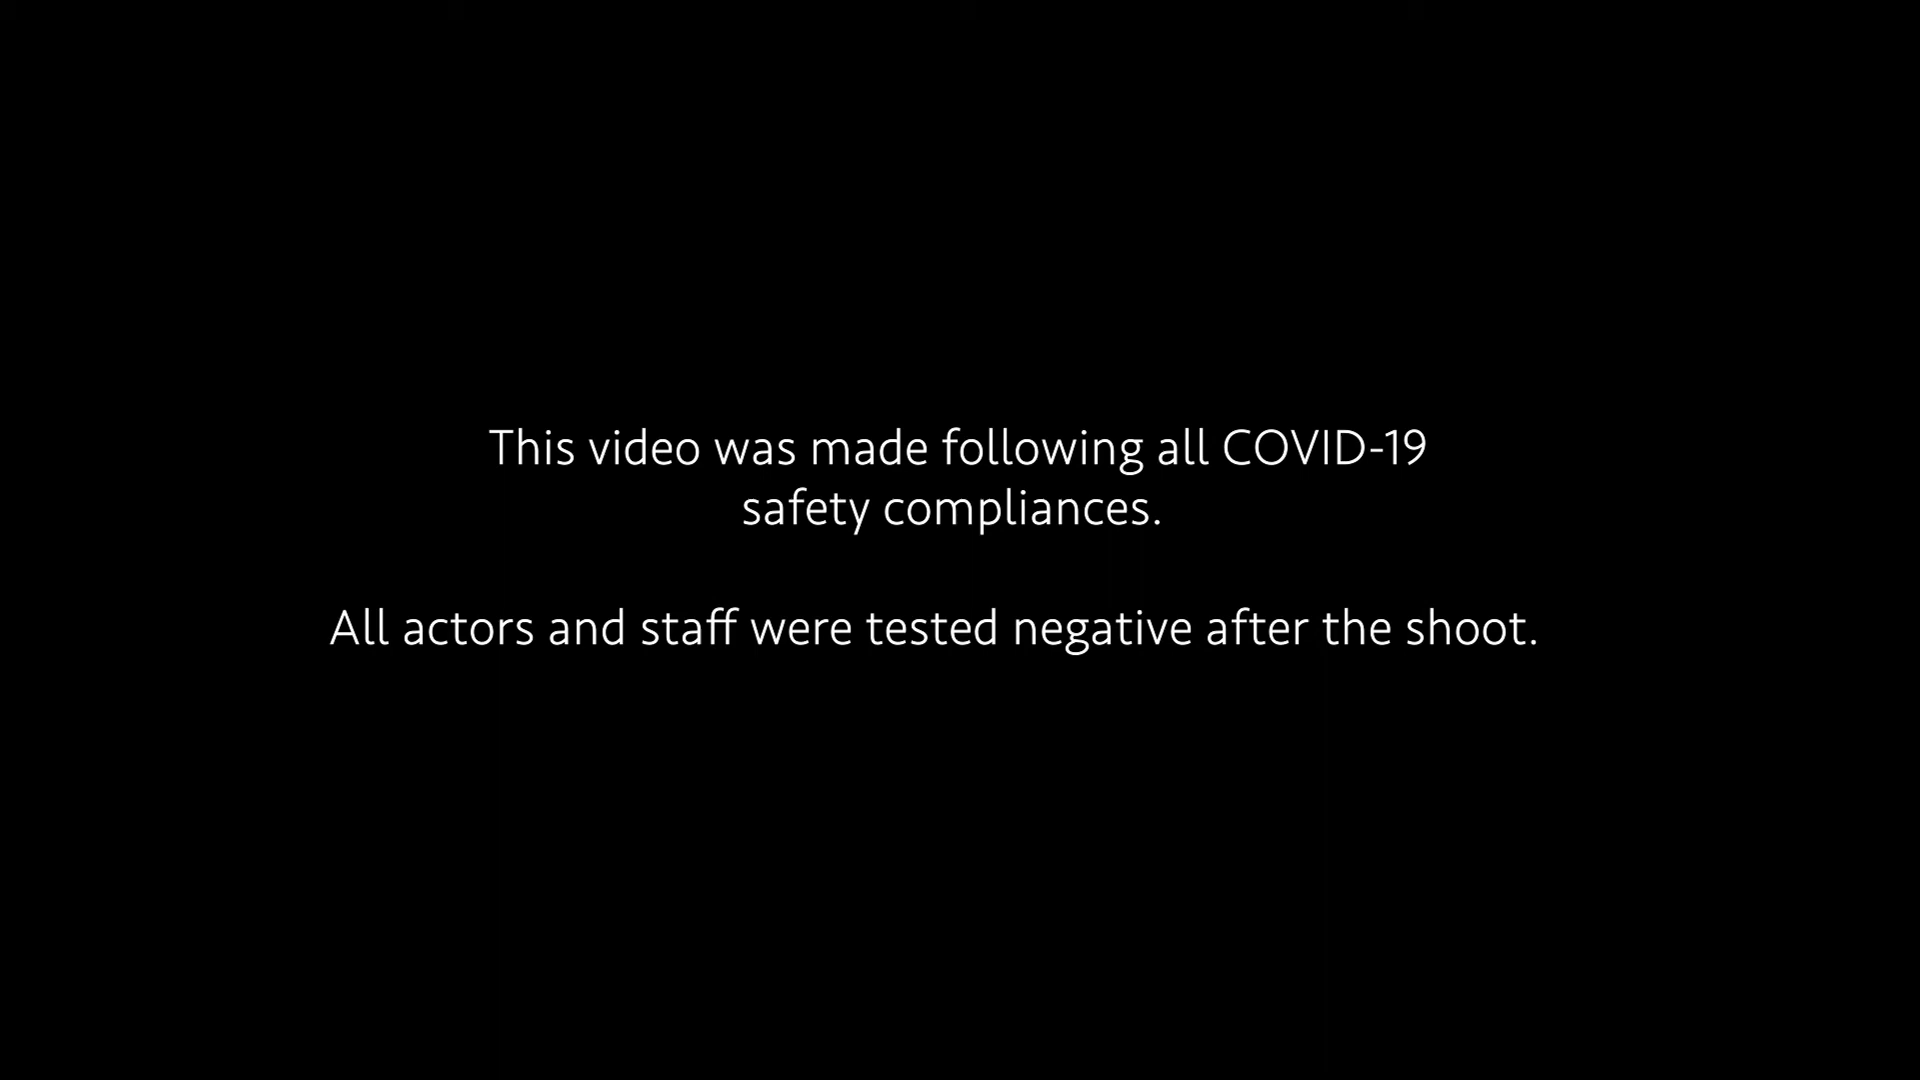 This video was made following all COVID-19
safety compliances.
All actors and staff were tested negative after the shoot.